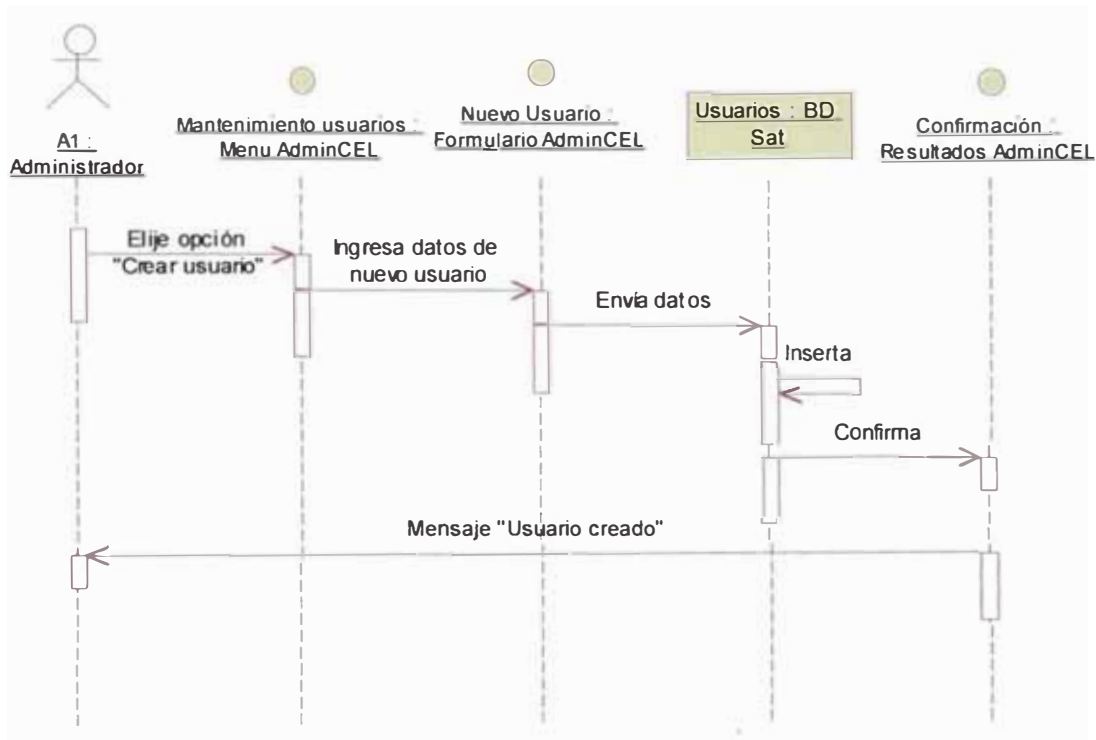 A1 :
Administrador
Mantenimiento usuarios :
Menu AdminCEL
Nuevo Usuario :
Formulario AdminCEL
Usuarios : BD
Sat
Confirmación :
Resultados AdminCEL
Elije opción
"Crear usuario"
Ingresa datos de
nuevo usuario
Envía datos
Inserta
Confirma
Mensaje "Usuario creado"